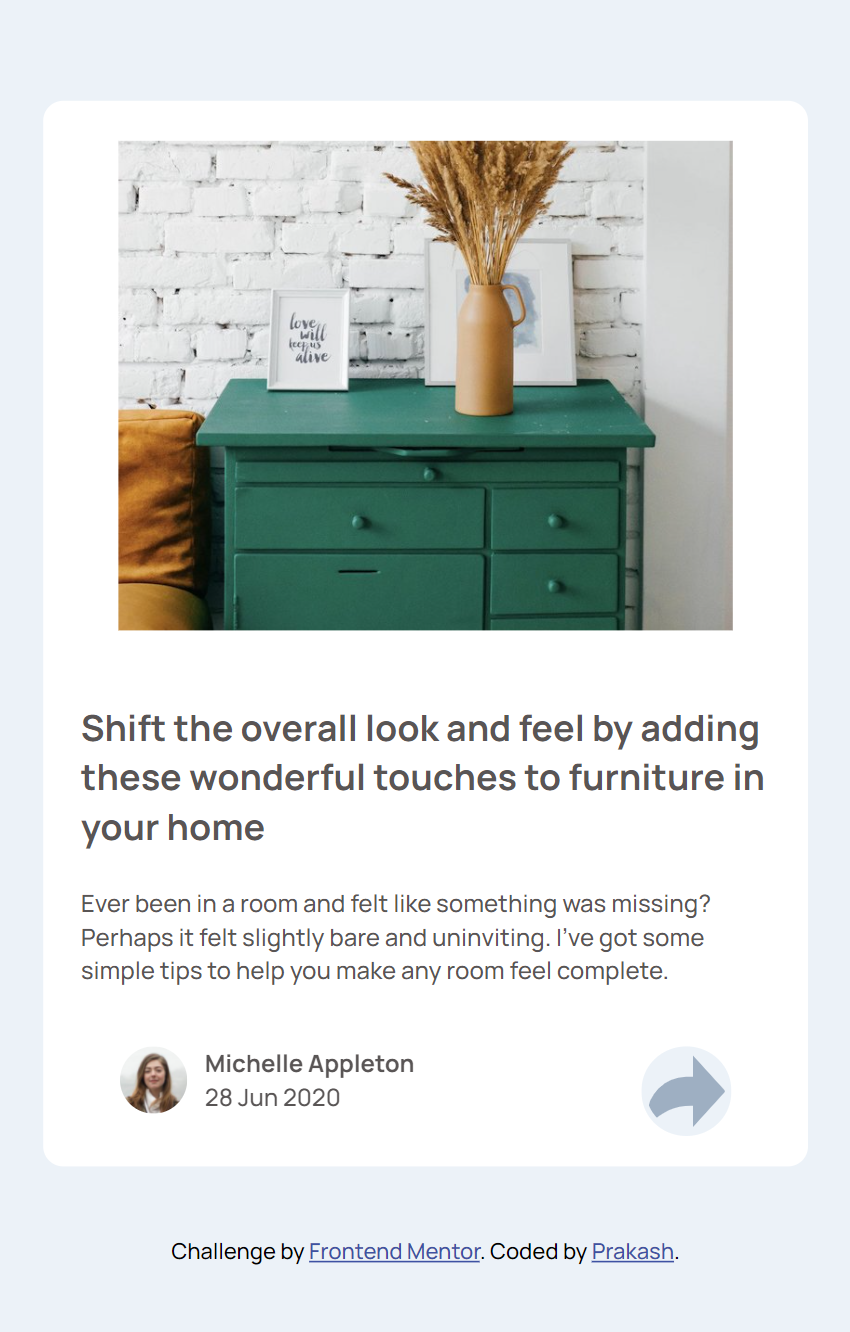 love
will
keep us
alive
Shift the overall look and feel by adding
these wonderful touches to furniture in
your home
Ever been in a room and felt like something was missing?
Perhaps it felt slightly bare and uninviting. I’ve got some
simple tips to help you make any room feel complete.
Michelle Appleton
28 Jun 2020
Challenge by Frontend Mentor. Coded by Prakash.